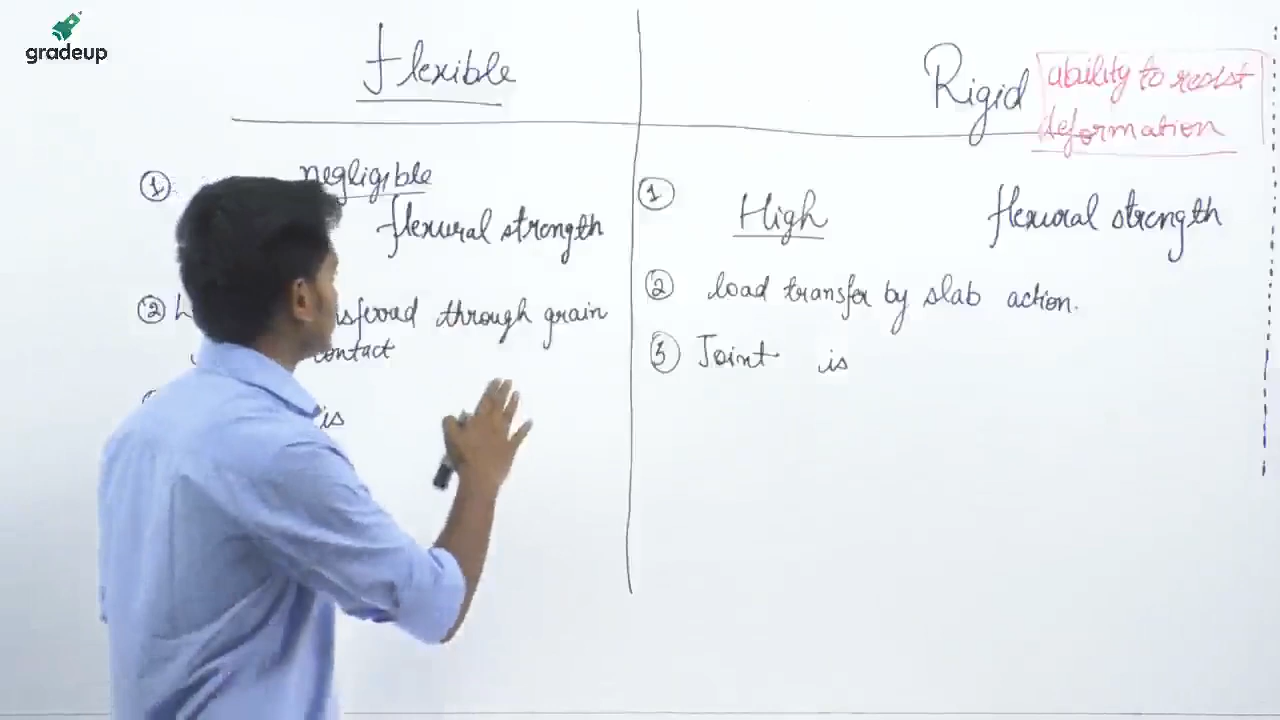 gradeup
Flexible
Rigid
ability to resist
deformation
① negligible
flexural strength
② through grain
contact
is
① High flexural strength
② load transfer by slab action.
③ Joint is